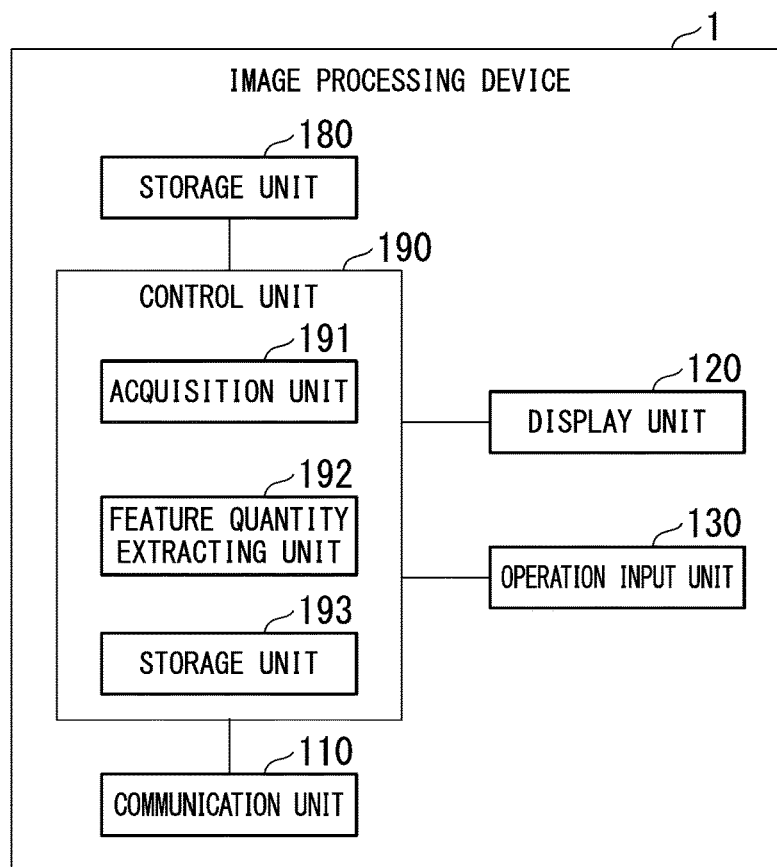 1
IMAGE PROCESSING DEVICE
180
STORAGE UNIT
190
CONTROL UNIT
191
ACQUISITION UNIT
120
DISPLAY UNIT
192
FEATURE QUANTITY
EXTRACTING UNIT
130
OPERATION INPUT UNIT
193
STORAGE UNIT
110
COMMUNICATION UNIT